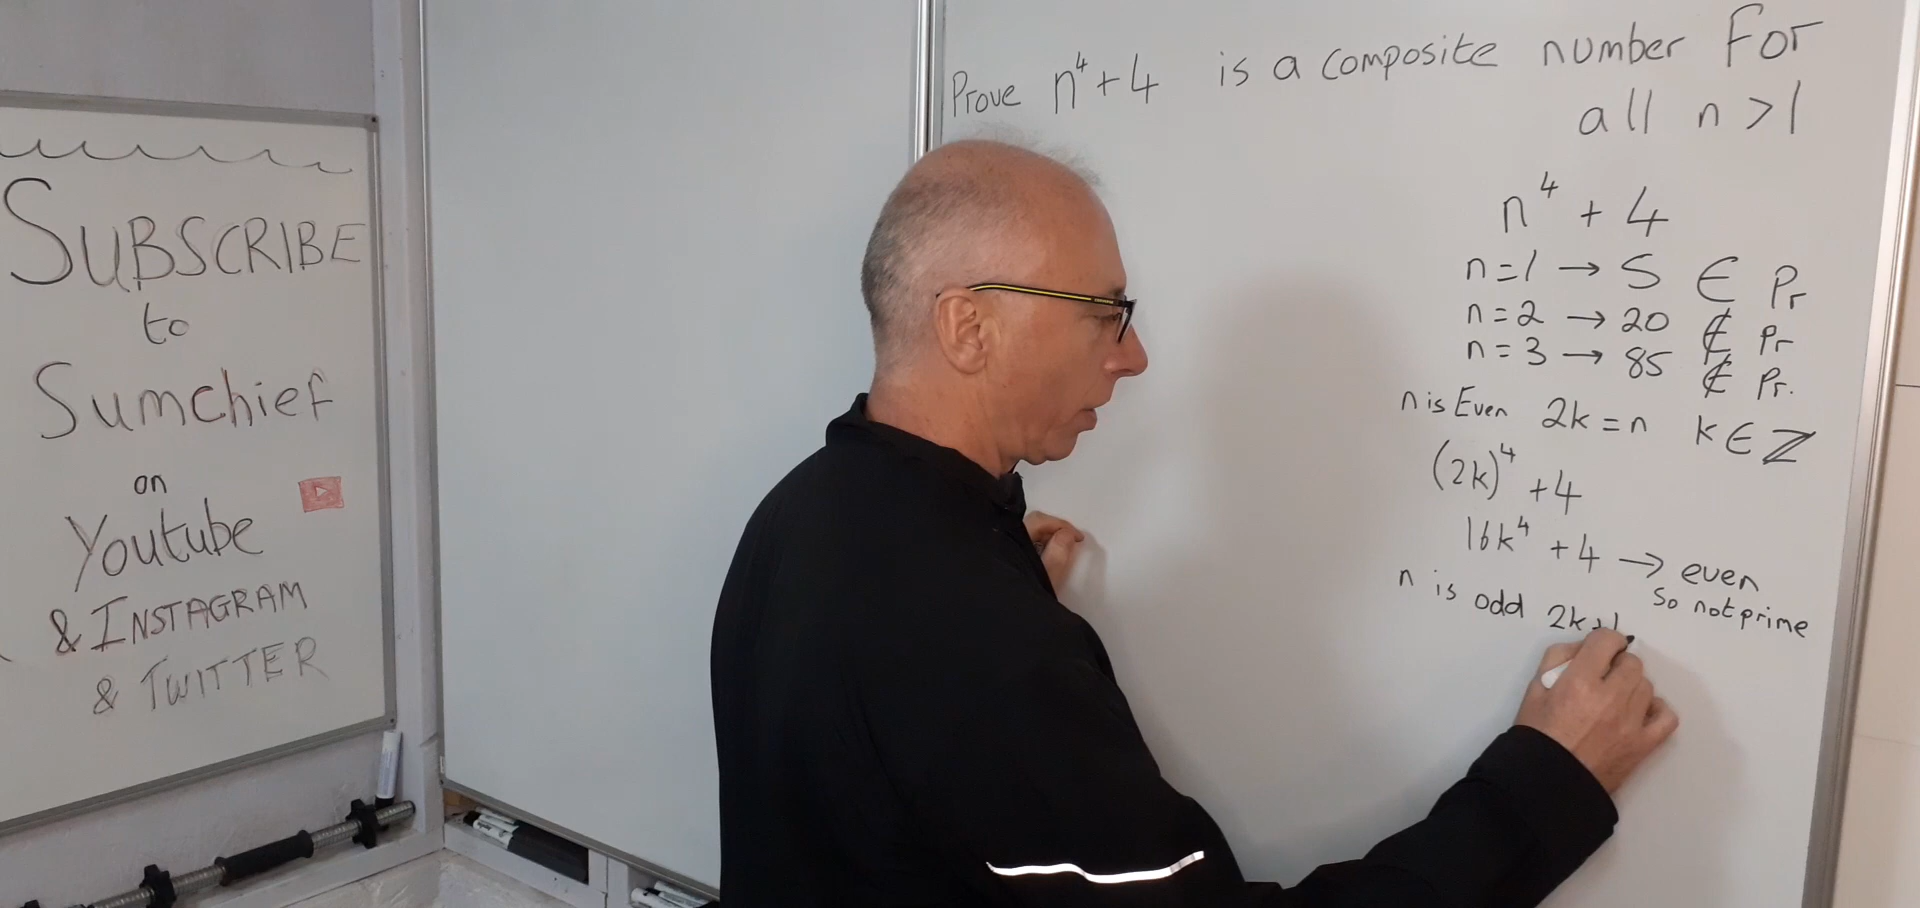 SUBSCRIBE
to
Sumchief
on
Youtube
& INSTAGRAM
& TWITTER
Prove n⁴+4 is a composite number For
all n >1
n⁴ + 4
n=1 → 5 ∈ Pr
n=2 → 20 ∉ Pr
n=3 → 85 ∉ Pr.
n is Even 2k=n k∈ℤ
(2k)⁴ +4
16k⁴ +4 → even
so not prime
n is odd 2k+1